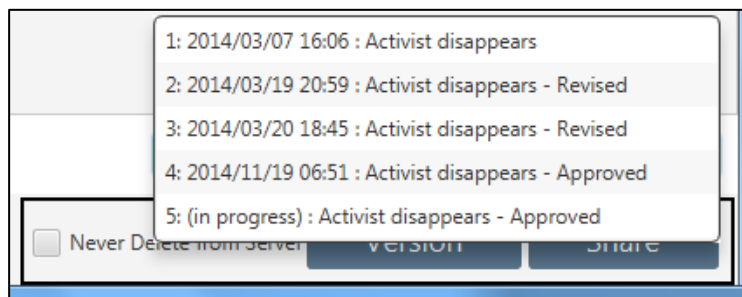 1: 2014/03/07 16:06 : Activist disappears
2: 2014/03/19 20:59 : Activist disappears - Revised
3: 2014/03/20 18:45 : Activist disappears - Revised
4: 2014/11/19 06:51 : Activist disappears - Approved
5: (in progress) : Activist disappears - Approved
Never Delete from Server Version Share